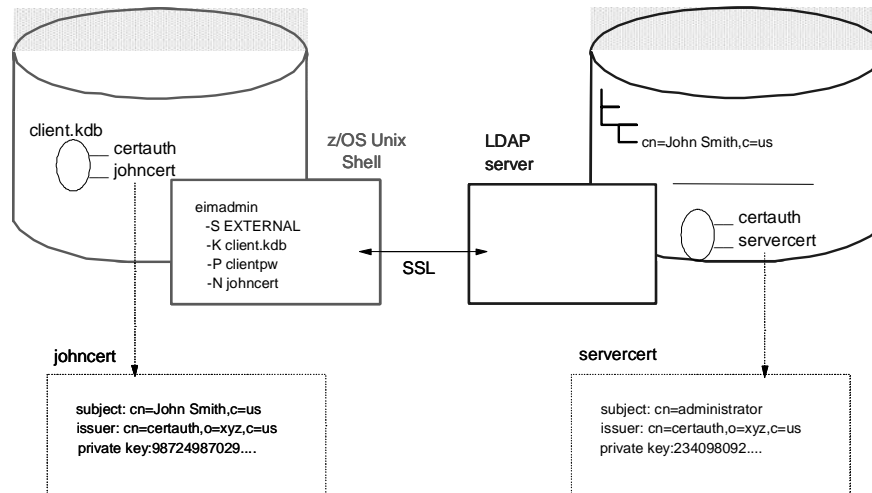 client.kdb
certauth
johncert
z/OS Unix
Shell
eimadmin
-S EXTERNAL
-K client.kdb
-P clientpw
-N johncert
SSL
LDAP
server
cn=John Smith,c=us
certauth
servercert
johncert
subject: cn=John Smith,c=us
issuer: cn=certauth,o=xyz,c=us
private key:98724987029....
servercert
subject: cn=administrator
issuer: cn=certauth,o=xyz,c=us
private key:234098092....